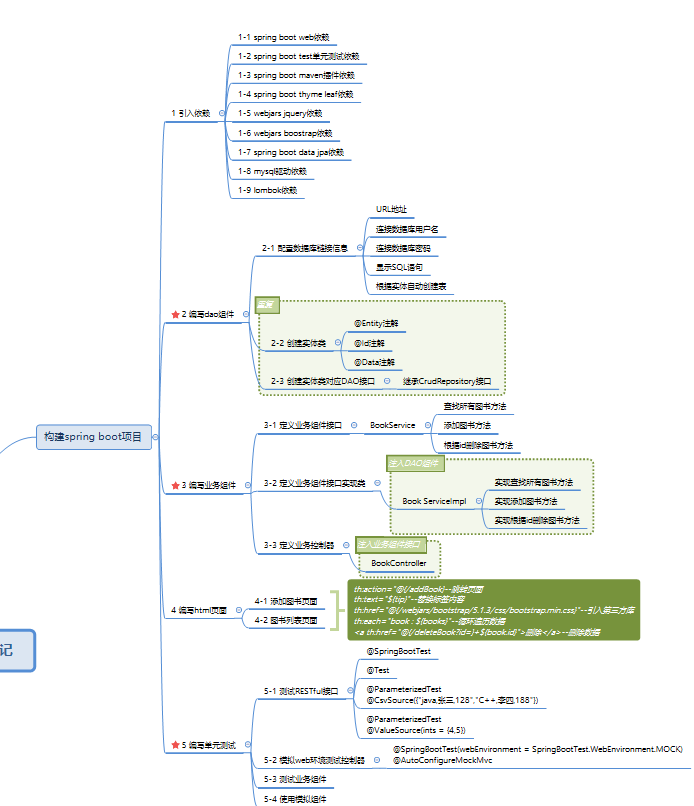 构建spring boot项目
记
1 引入依赖
1-1 spring boot web依赖
1-2 spring boot test单元测试依赖
1-3 spring boot maven插件依赖
1-4 spring boot thyme leaf依赖
1-5 webjars jquery依赖
1-6 webjars boostrap依赖
1-7 spring boot data jpa依赖
1-8 mysql驱动依赖
1-9 lombok依赖
2 编写dao组件
2-1 配置数据库链接信息
URL地址
连接数据库用户名
连接数据库密码
显示SQL语句
根据实体自动创建表
重复
2-2 创建实体类
@Entity注解
@Id注解
@Data注解
2-3 创建实体类对应DAO接口
继承CrudRepository接口
3 编写业务组件
3-1 定义业务组件接口
BookService
查找所有图书方法
添加图书方法
根据id删除图书方法
3-2 定义业务组件接口实现类
注入DAO组件
Book ServiceImpl
实现查找所有图书方法
实现添加图书方法
实现根据id删除图书方法
3-3 定义业务控制器
注入业务组件接口
BookController
4 编写html页面
4-1 添加图书页面
4-2 图书列表页面
th:action="@{/addBook}--跳转页面
th:text="${tip}"--替换标签内容
th:href="@{/webjars/bootstrap/5.1.3/css/bootstrap.min.css}"--引入第三方库
th:each="book : ${books}"--循环遍历数据
<a th:href="@{/deleteBook?id=}+${book.id}">删除</a>--删除数据
5 编写单元测试
5-1 测试RESTful接口
@SpringBootTest
@Test
@ParameterizedTest
@CsvSource({"java,张三,128","C++,李四,188"})
@ParameterizedTest
@ValueSource(ints = {4,5})
5-2 模拟web环境测试控制器
@SpringBootTest(webEnvironment = SpringBootTest.WebEnvironment.MOCK)
@AutoConfigureMockMvc
5-3 测试业务组件
5-4 使用模拟组件